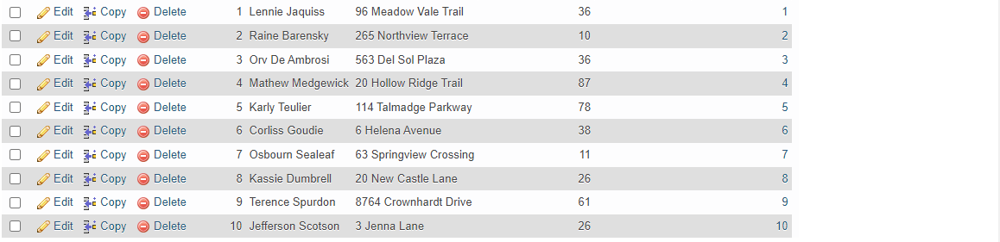 Edit Copy Delete 1 Lennie Jaquiss 96 Meadow Vale Trail 36 1
Edit Copy Delete 2 Raine Barensky 265 Northview Terrace 10 2
Edit Copy Delete 3 Orv De Ambrosi 563 Del Sol Plaza 36 3
Edit Copy Delete 4 Mathew Medgewick 20 Hollow Ridge Trail 87 4
Edit Copy Delete 5 Karly Teulier 114 Talmadge Parkway 78 5
Edit Copy Delete 6 Corliss Goudie 6 Helena Avenue 38 6
Edit Copy Delete 7 Osbourn Sealeaf 63 Springview Crossing 11 7
Edit Copy Delete 8 Kassie Dumbrell 20 New Castle Lane 26 8
Edit Copy Delete 9 Terence Spurdon 8764 Crownhardt Drive 61 9
Edit Copy Delete 10 Jefferson Scotson 3 Jenna Lane 26 10